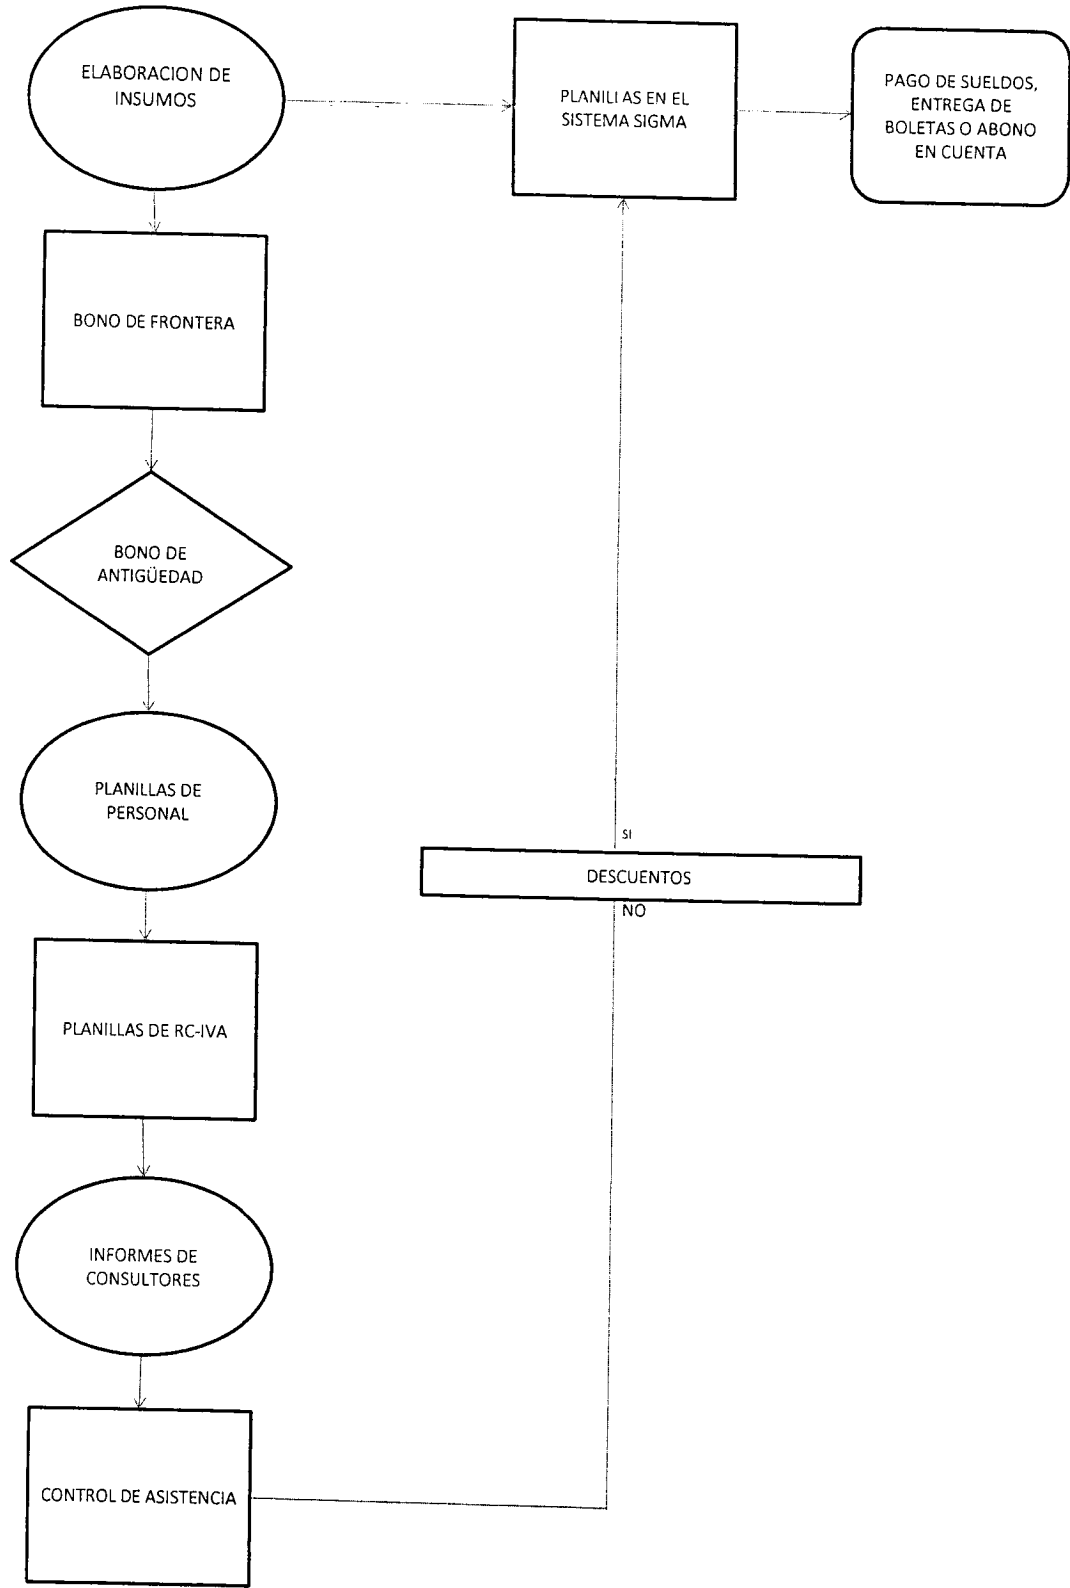 ELABORACION DE
INSUMOS
PLANILIAS EN EL
SISTEMA SIGMA
PAGO DE SUELDOS,
ENTREGA DE
BOLETAS O ABONO
EN CUENTA
BONO DE FRONTERA
BONO DE
ANTIGÜEDAD
PLANILLAS DE
PERSONAL
SI
DESCUENTOS
NO
PLANILLAS DE RC-IVA
INFORMES DE
CONSULTORES
CONTROL DE ASISTENCIA